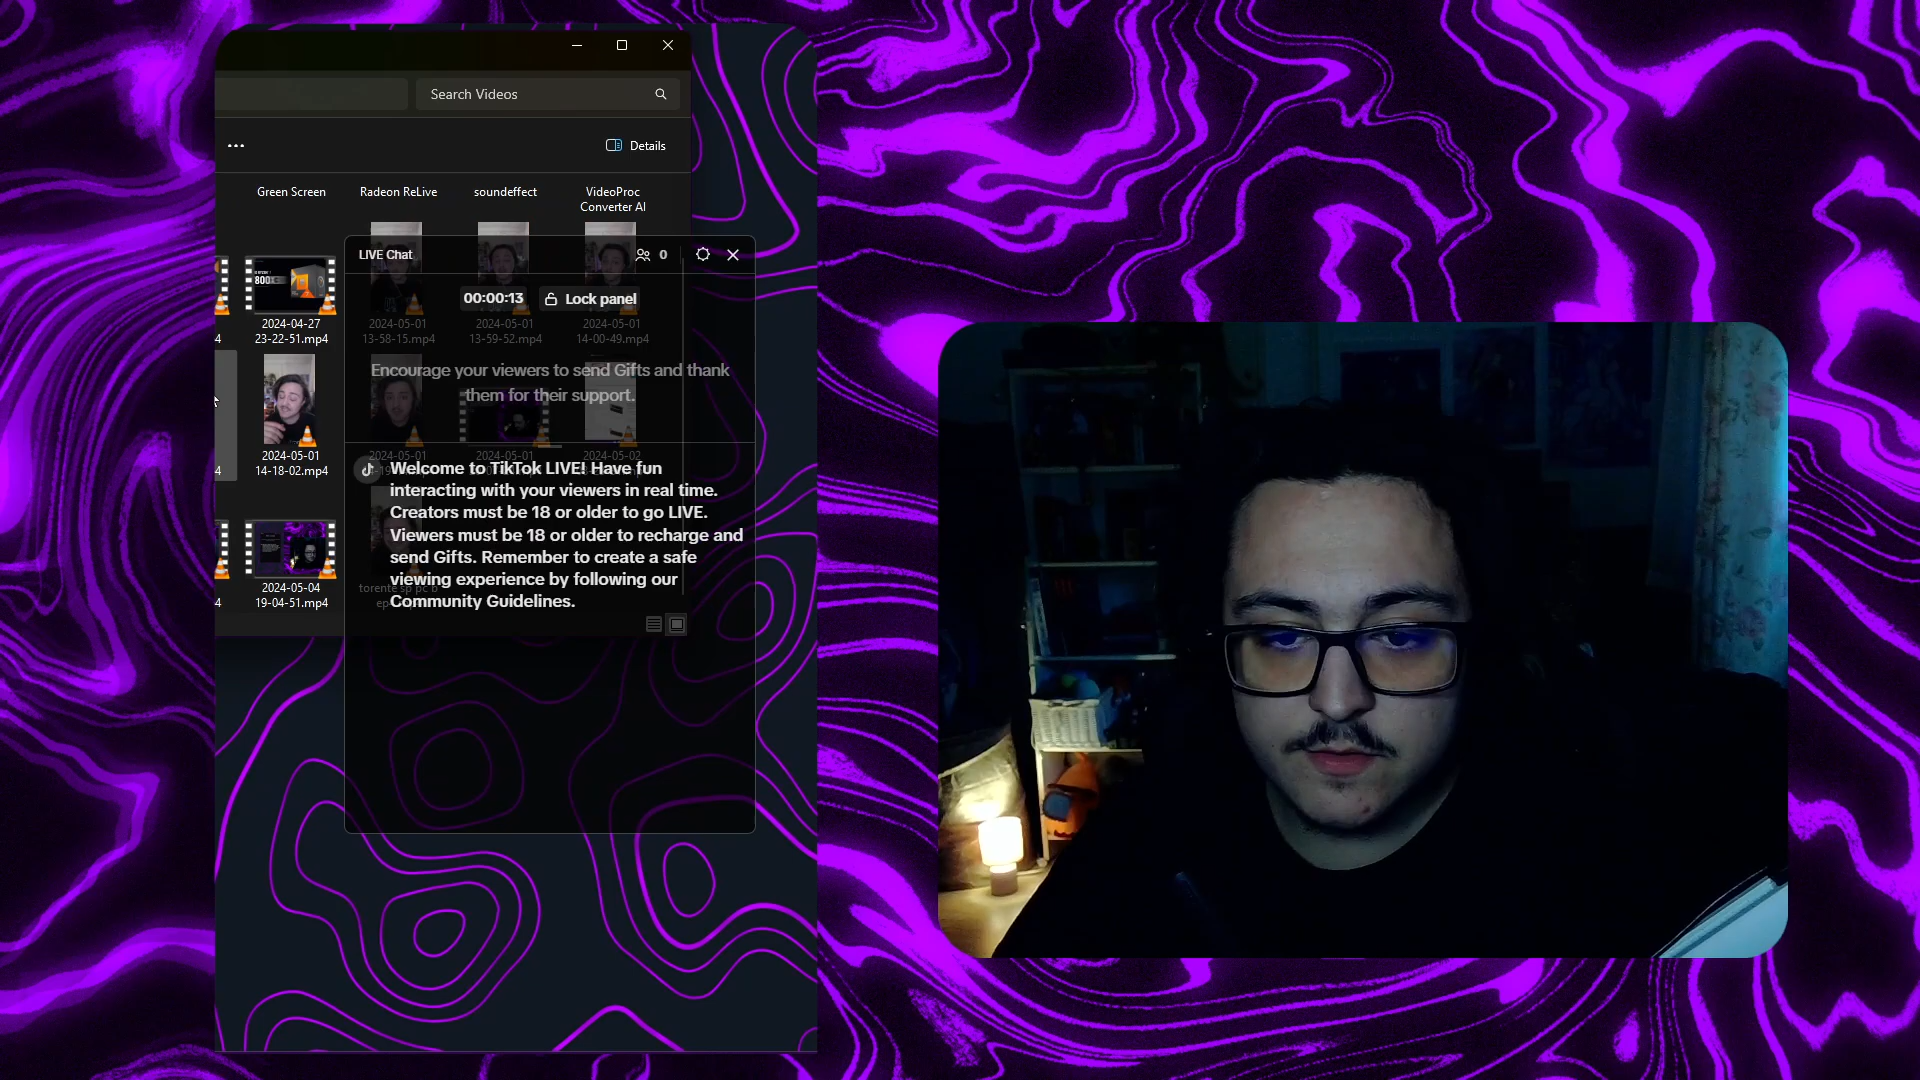 Search Videos
Details
Green Screen
Radeon ReLive
soundeffect
VideoProc
Converter AI
LIVE Chat
0
00:00:13
Lock panel
800
2024-04-27
23-22-51.mp4
2024-05-01
13-58-15.mp4
2024-05-01
13-59-52.mp4
2024-05-01
14-00-49.mp4
Encourage your viewers to send Gifts and thank
them for their support.
4
2024-05-01
14-18-02.mp4
4
Welcome to TikTok LIVE! Have fun
interacting with your viewers in real time.
Creators must be 18 or older to go LIVE.
Viewers must be 18 or older to recharge and
send Gifts. Remember to create a safe
viewing experience by following our
Community Guidelines.
2024-05-04
19-04-51.mp4
4